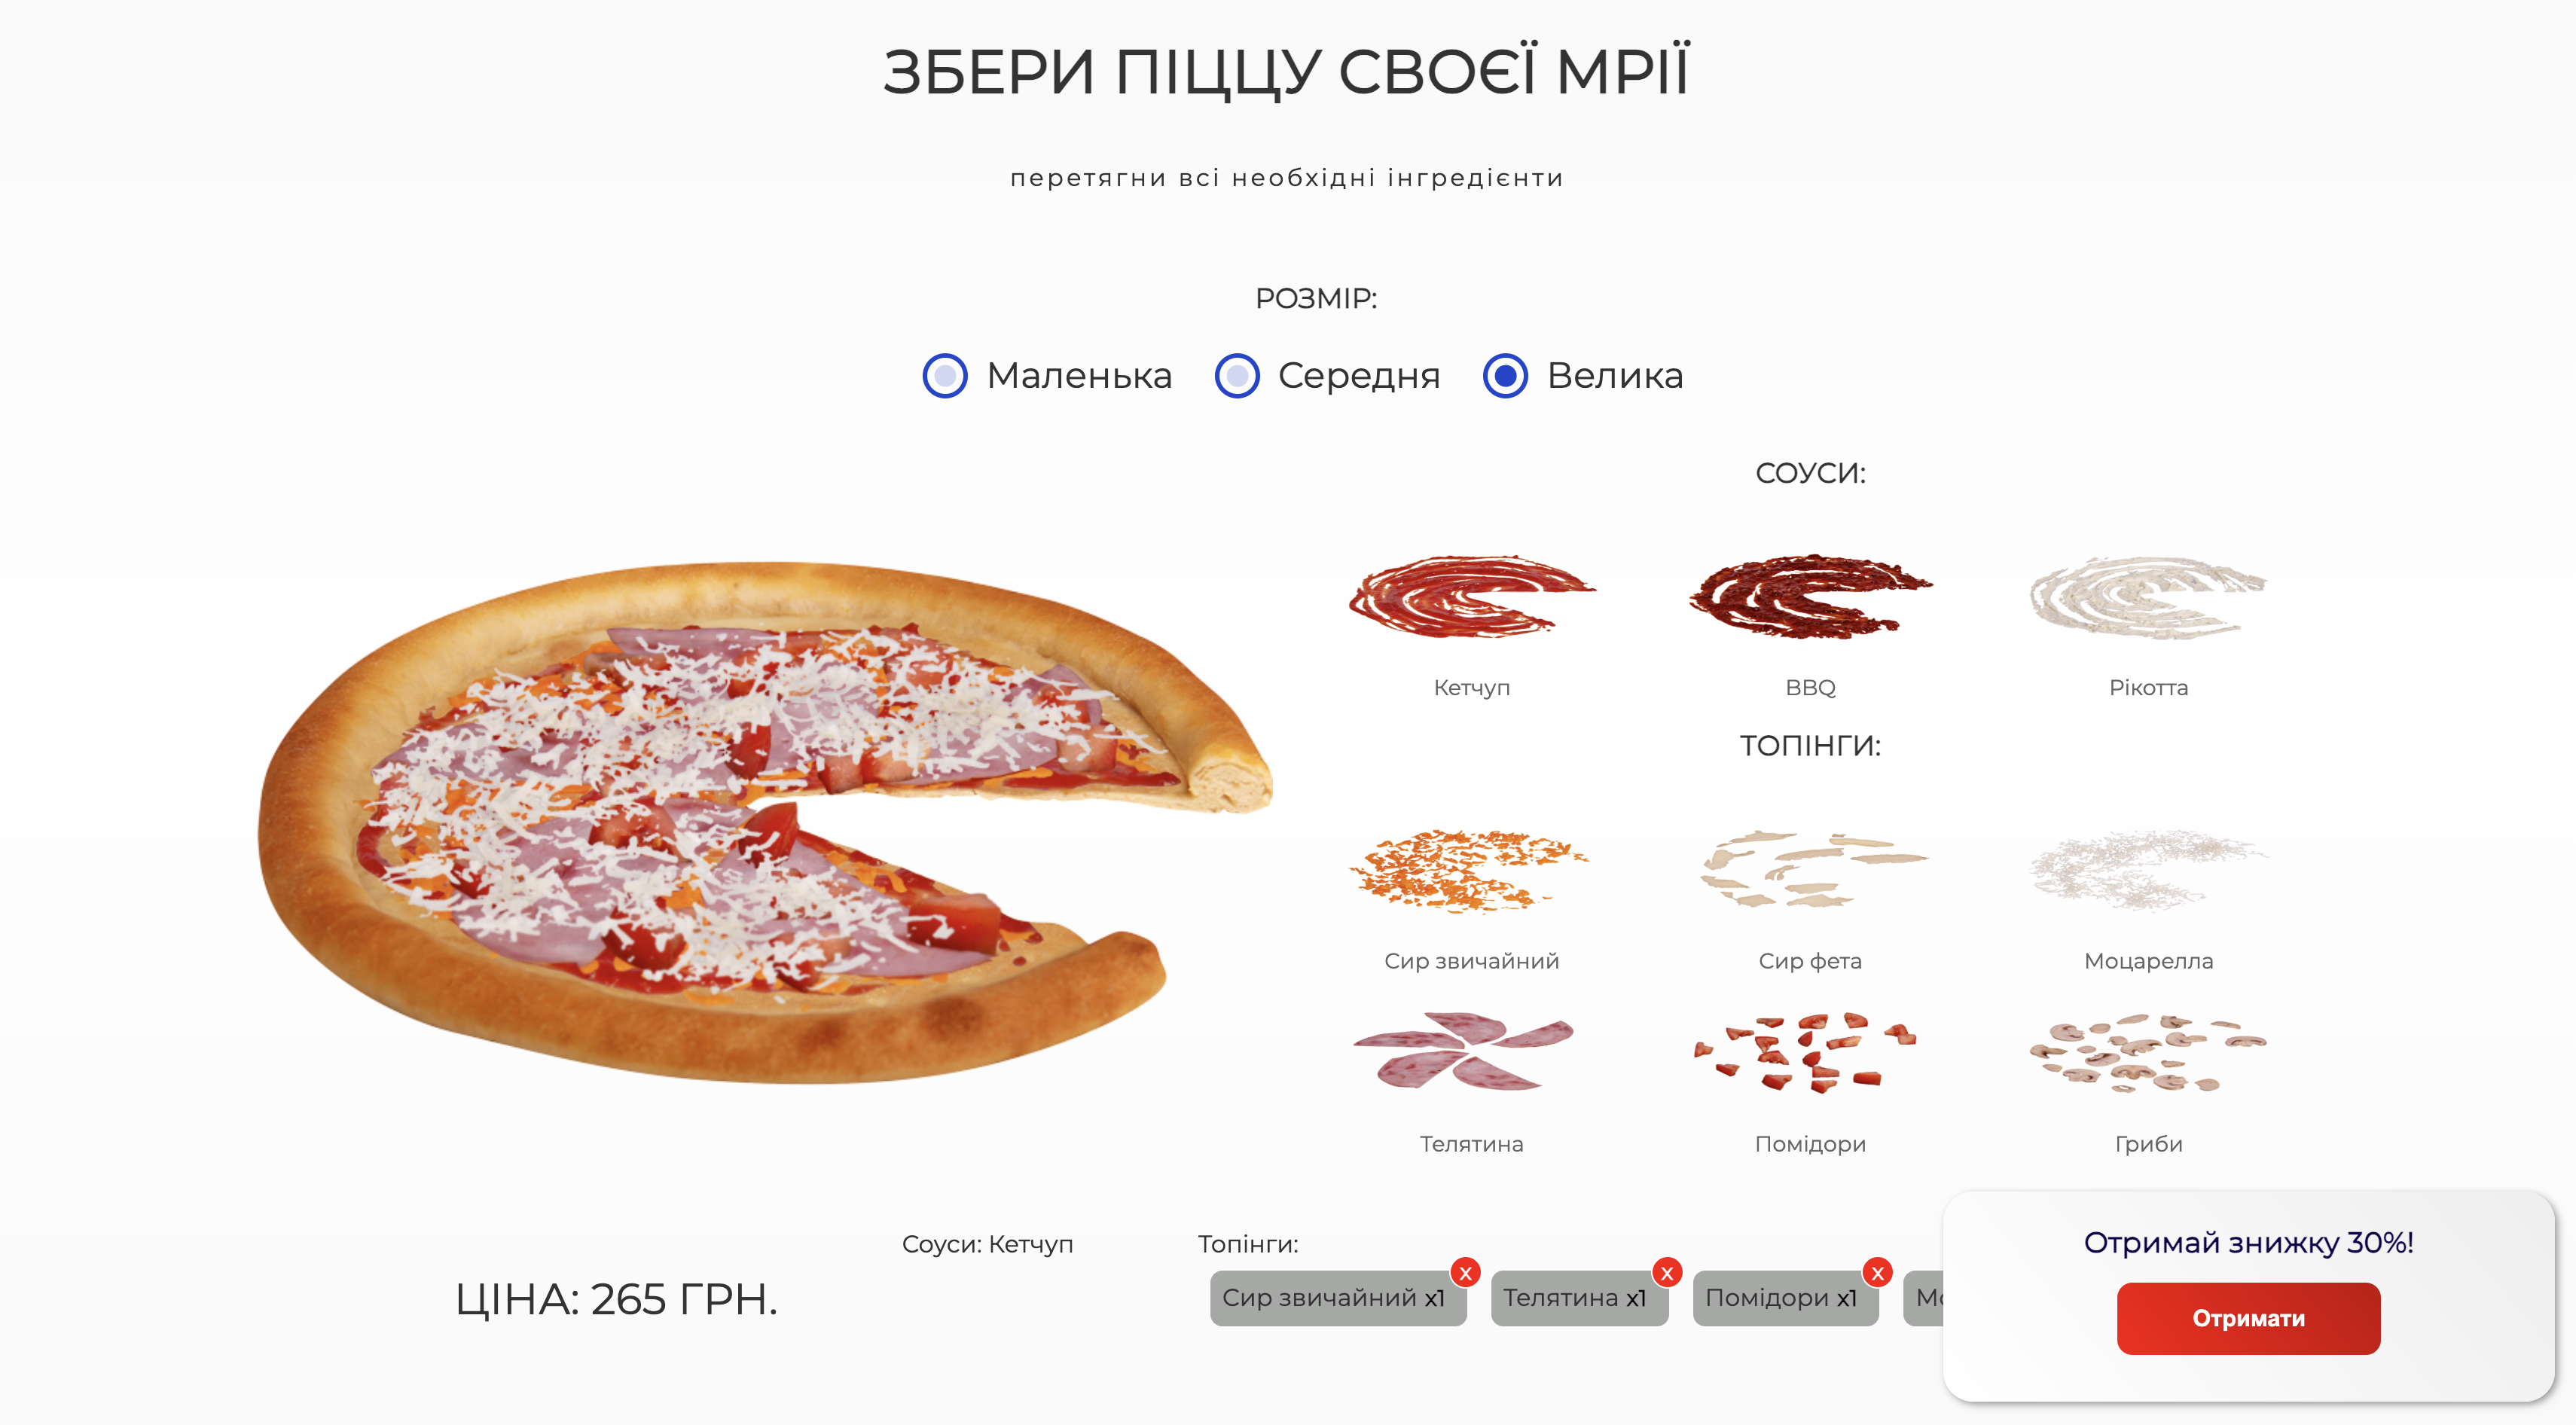 ЗБЕРИ ПІЦЦУ СВОЄЇ МРІЇ
перетягни всі необхідні інгредієнти
РОЗМІР:
Маленька Середня Велика
СОУСИ:
Кетчуп BBQ Рікотта
ТОПІНГИ:
Сир звичайний Сир фета Моцарелла
Телятина Помідори Гриби
ЦІНА: 265 ГРН.
Соуси: Кетчуп
Топінги:
Сир звичайний x1 x Телятина x1 x Помідори x1 x
Отримай знижку 30%!
Отримати